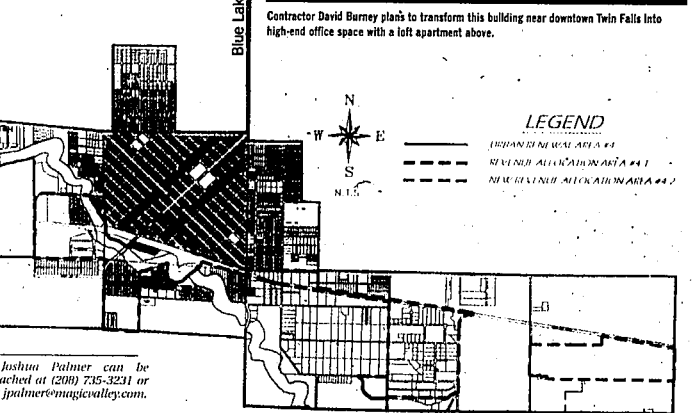 Contractor David Burney plans to transform this building near downtown Twin Falls into
high-end office space with a loft apartment above.
Blue Lak
N
W E
S
N.T.S.
LEGEND
URBAN RENEWAL AREA #4
REVENUE ALLOCATION AREA #4-1
NEW REVENUE ALLOCATION AREA #4-2
Joshua Palmer can be
ached at (208) 735-3231 or
jpalmer@magicvalley.com.